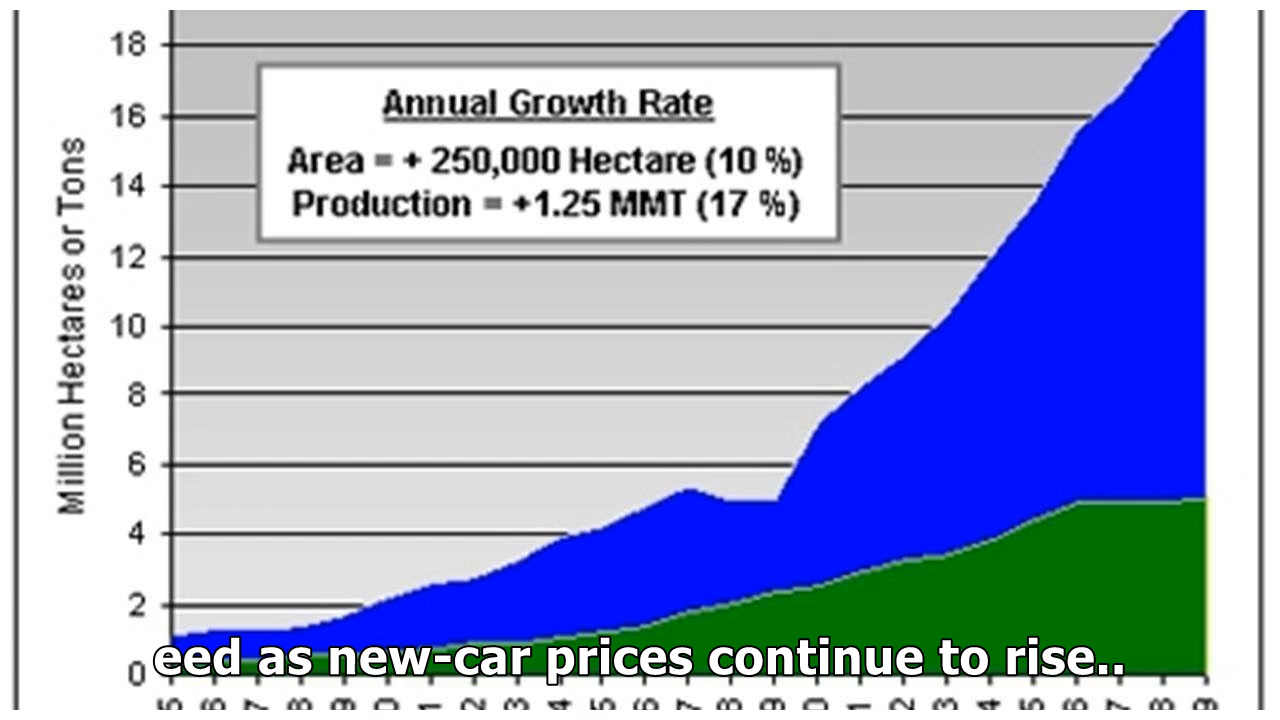 18
Annual Growth Rate
16
Area = + 250,000 Hectare (10 %)
14
Production = +1.25 MMT (17 %)
12
10
8
6
4
2
0
Million Hectares or Tons
eed as new-car prices continue to rise..